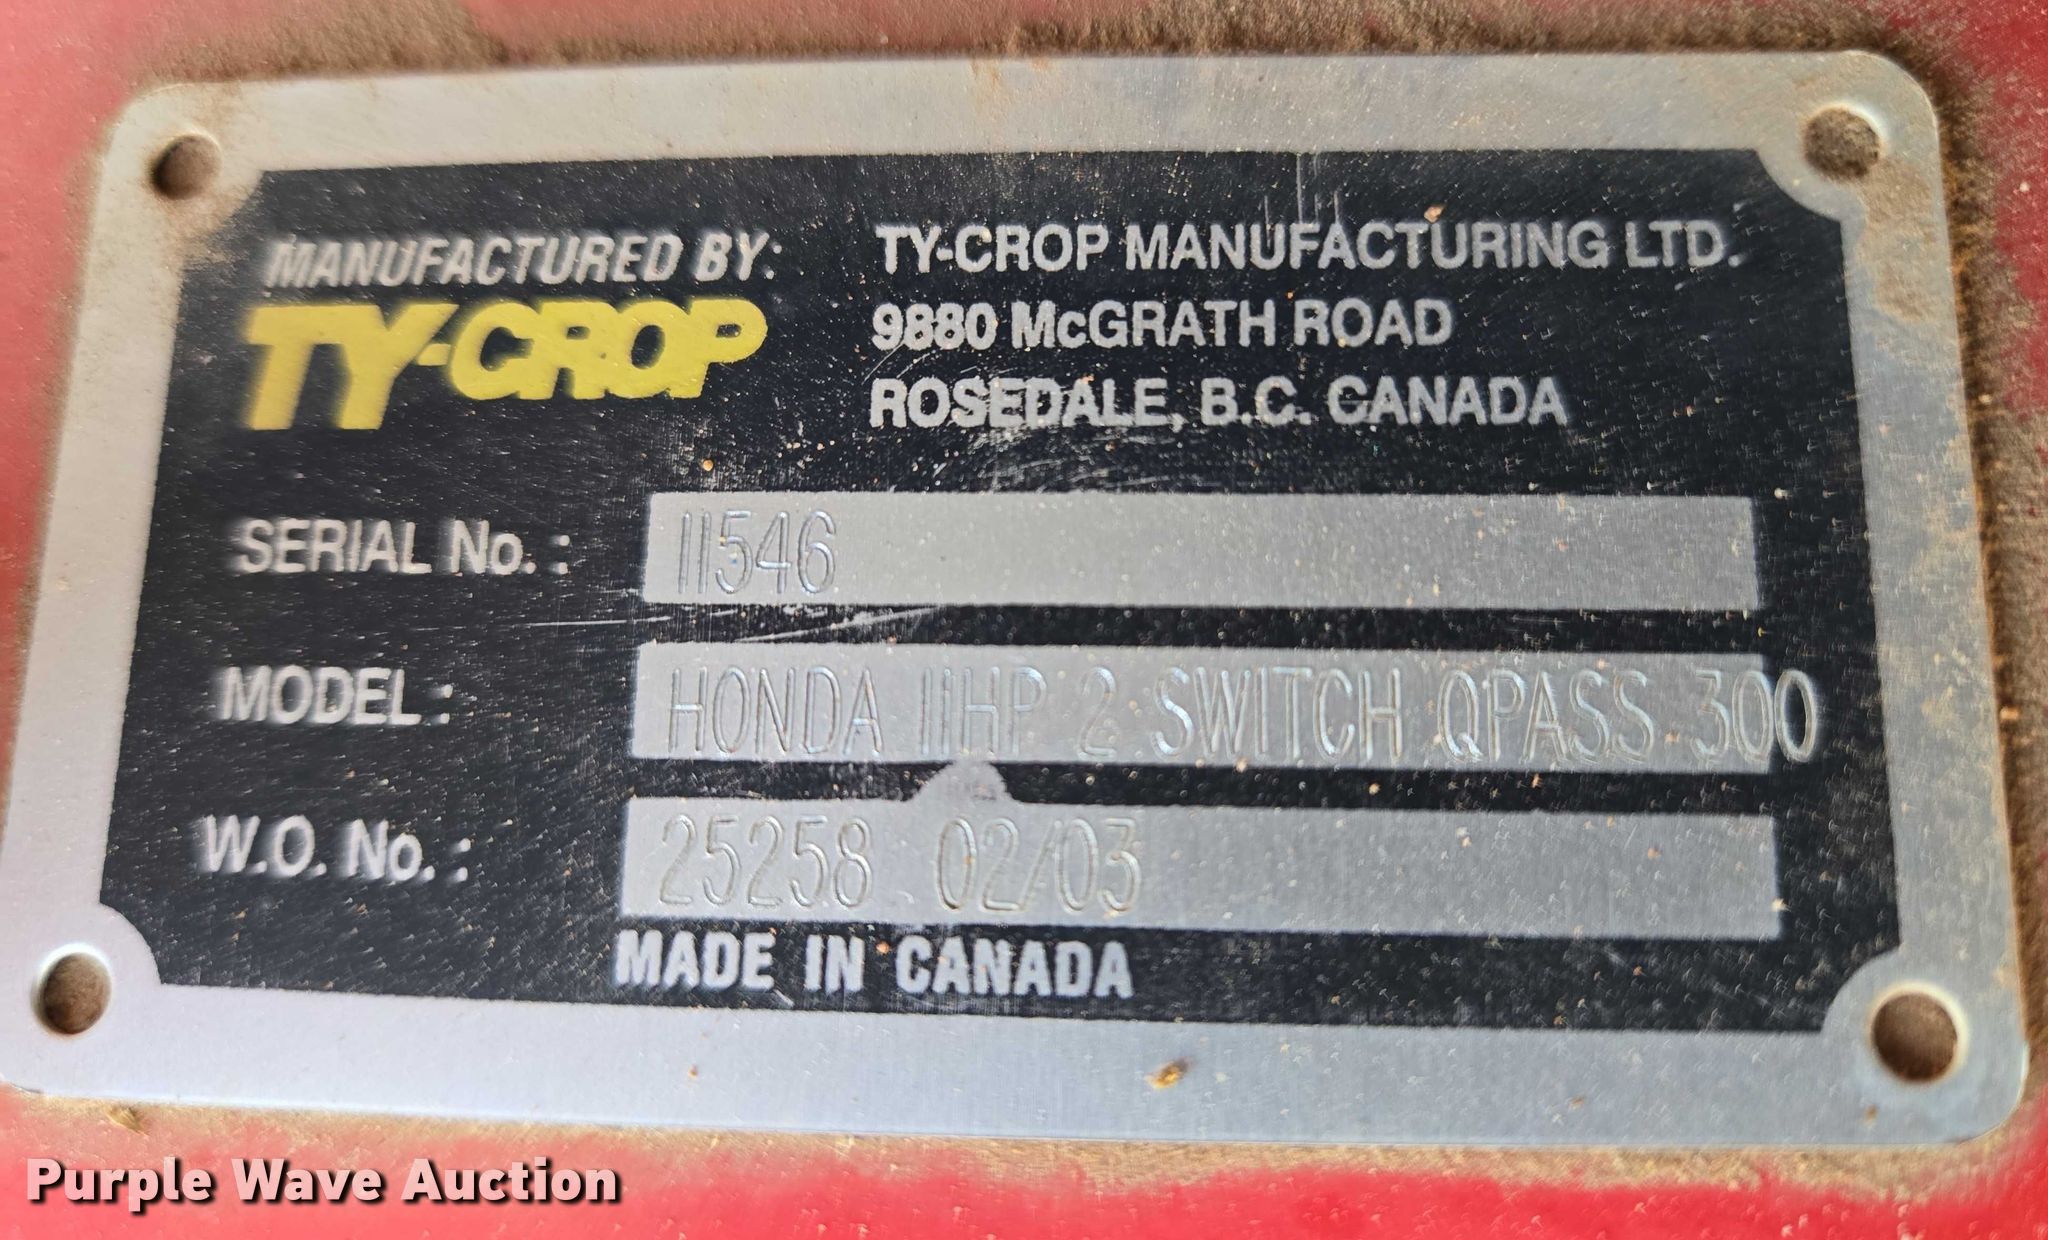 MANUFACTURED BY:
TY-CROP
TY-CROP MANUFACTURING LTD.
9880 McGRATH ROAD
ROSEDALE, B.C. CANADA
SERIAL No. : 11546
MODEL : HONDA 11HP 2 SWITCH QPASS 300
W.O. No. : 25258 02/03
MADE IN CANADA
Purple Wave Auction